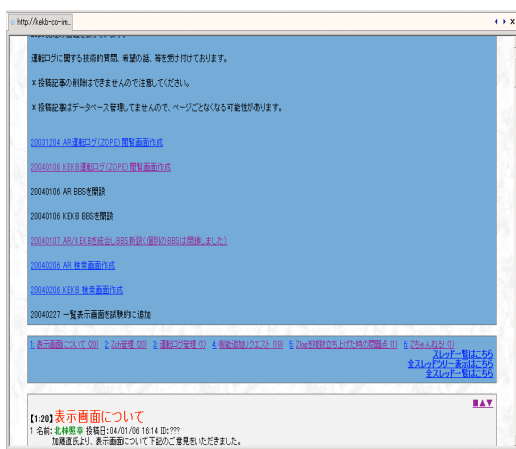 http://kekb-co-im...
運転ログに関する技術的質問、希望の話、等を受け付けております。
×投稿記事の削除はできませんので注意してください。
×投稿記事はデータベース管理してませんので、ページごとなくなる可能性があります。
20031204 AR運転ログ(ZOPE)閲覧画面作成
20040106 KEKB運転ログ(ZOPE)閲覧画面作成
20040106 AR BBSを開設
20040106 KEKB BBSを開設
20040107 AR/KEKBを統合しBBS新設(個別のBBSは閉鎖しました)
20040206 AR 検索画面作成
20040206 KEKB 検索画面作成
20040227 一覧表示画面を試験的に追加
1: 表示画面について (20) 2: Zch管理 (20) 3: 運転ログ管理 (1) 4: 機能追加リクエスト (19) 5: Zlogを体験立ち上げた時の問題点 (1) 6: Zちゃんねる! (1)
スレッド一覧はこちら
全スレッドツリー表示はこちら
全スレッド一覧はこちら
■▲▼
【1:20】表示画面について
1 名前:北林照幸 投稿日:04/01/06 16:14 ID:???
加藤直氏より、表示画面について下記のご意見をいただきました。